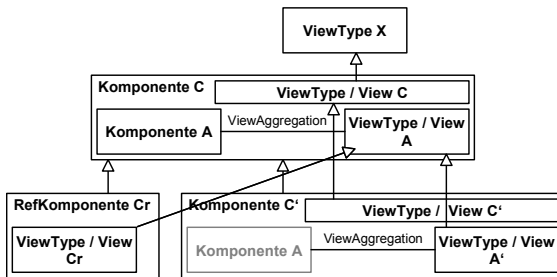 ViewType X
Komponente C
ViewType / View C
Komponente A
ViewAggregation
ViewType / View
A
RefKomponente Cr
ViewType / View
Cr
Komponente C‘
ViewType / View C‘
Komponente A
ViewAggregation
ViewType / View
A‘